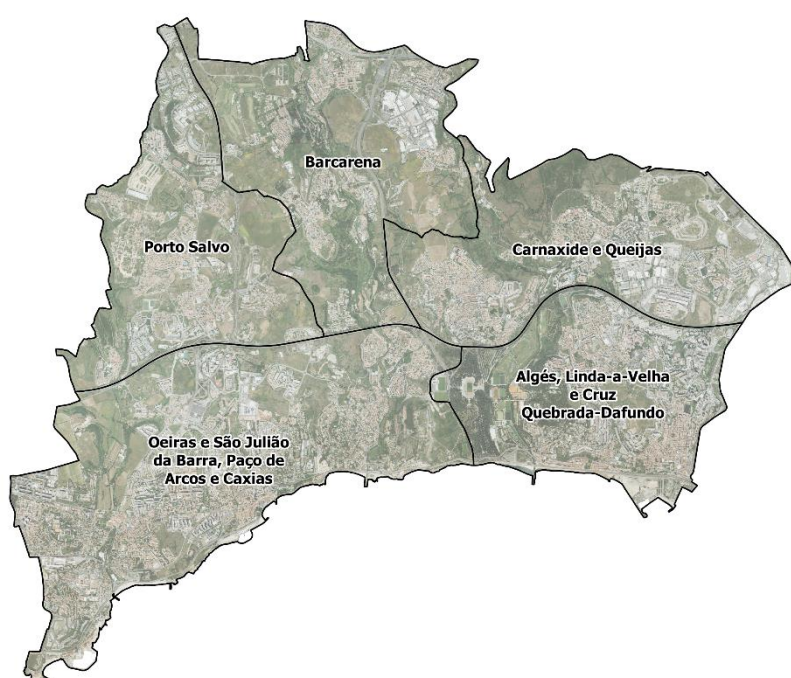 Barcarena
Porto Salvo
Carnaxide e Queijas
Algés, Linda-a-Velha
e Cruz
Quebrada-Dafundo
Oeiras e São Julião
da Barra, Paço de
Arcos e Caxias